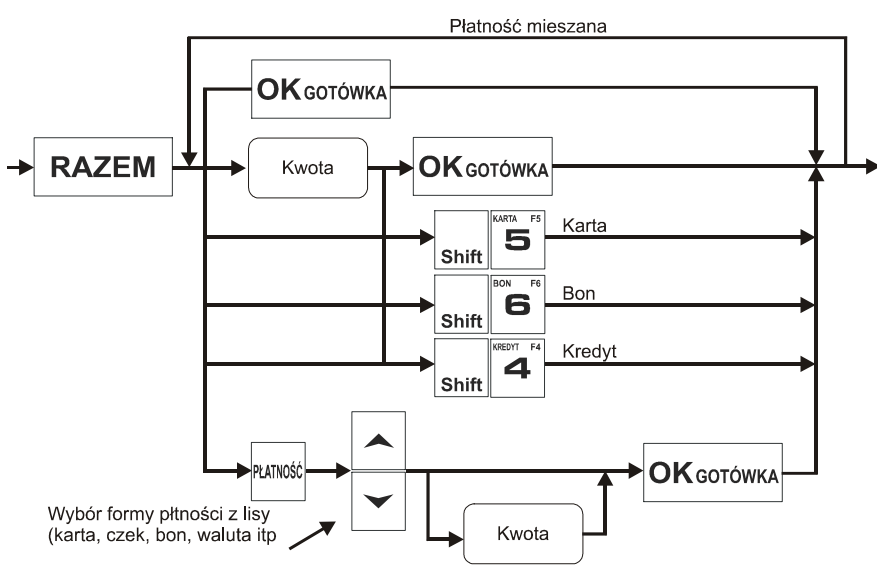 Płatność mieszana
OK GOTÓWKA
RAZEM
Kwota
OK GOTÓWKA
KARTA F5
Shift 5
Karta
BON F6
Shift 6
Bon
KREDYT F4
Shift 4
Kredyt
PŁATNOŚĆ
OK GOTÓWKA
Wybór formy płtności z lisy
(karta, czek, bon, waluta itp
Kwota